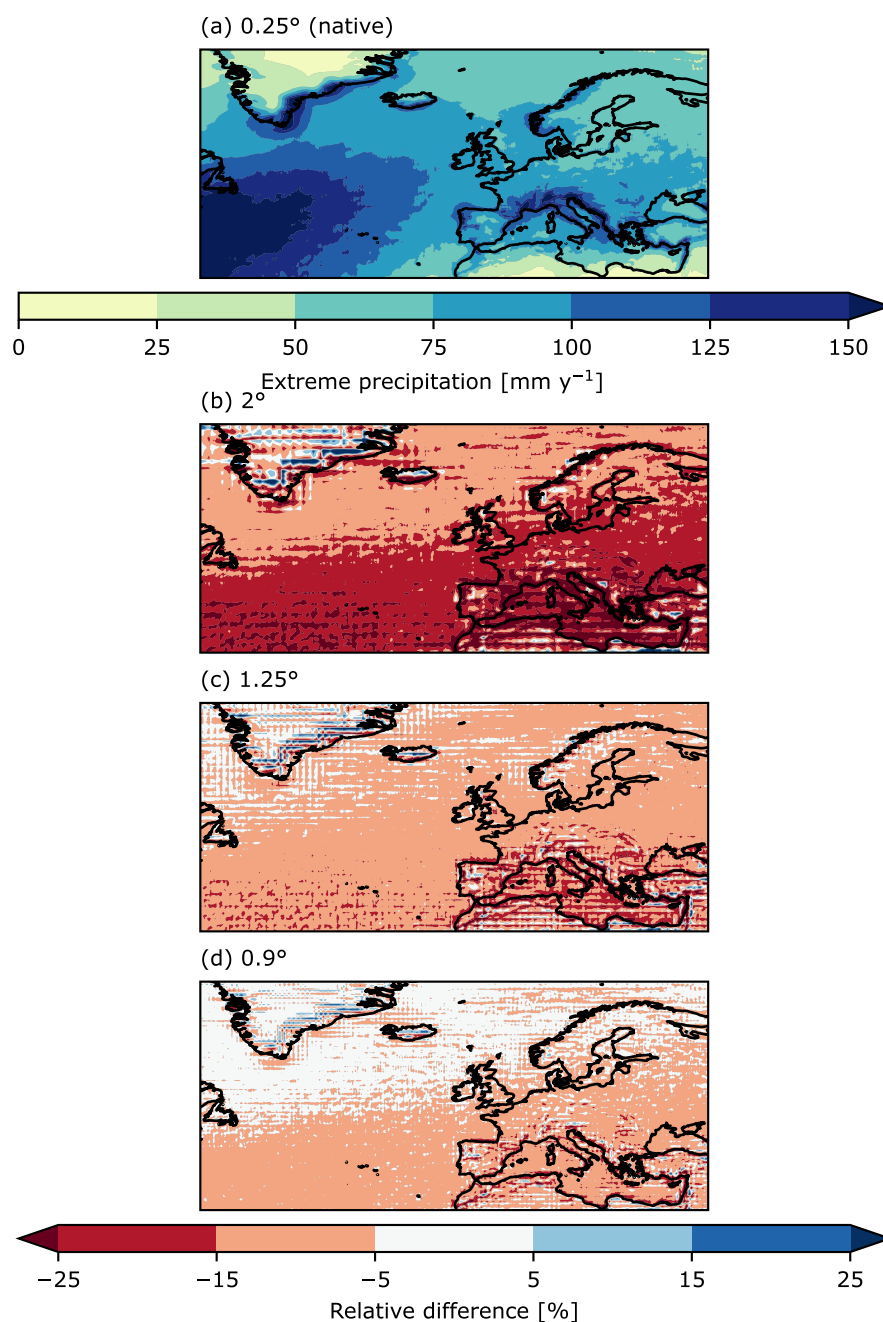 (a) 0.25° (native)
0 25 50 75 100 125 150
Extreme precipitation [mm y⁻¹]
(b) 2°
(c) 1.25°
(d) 0.9°
−25 −15 −5 5 15 25
Relative difference [%]